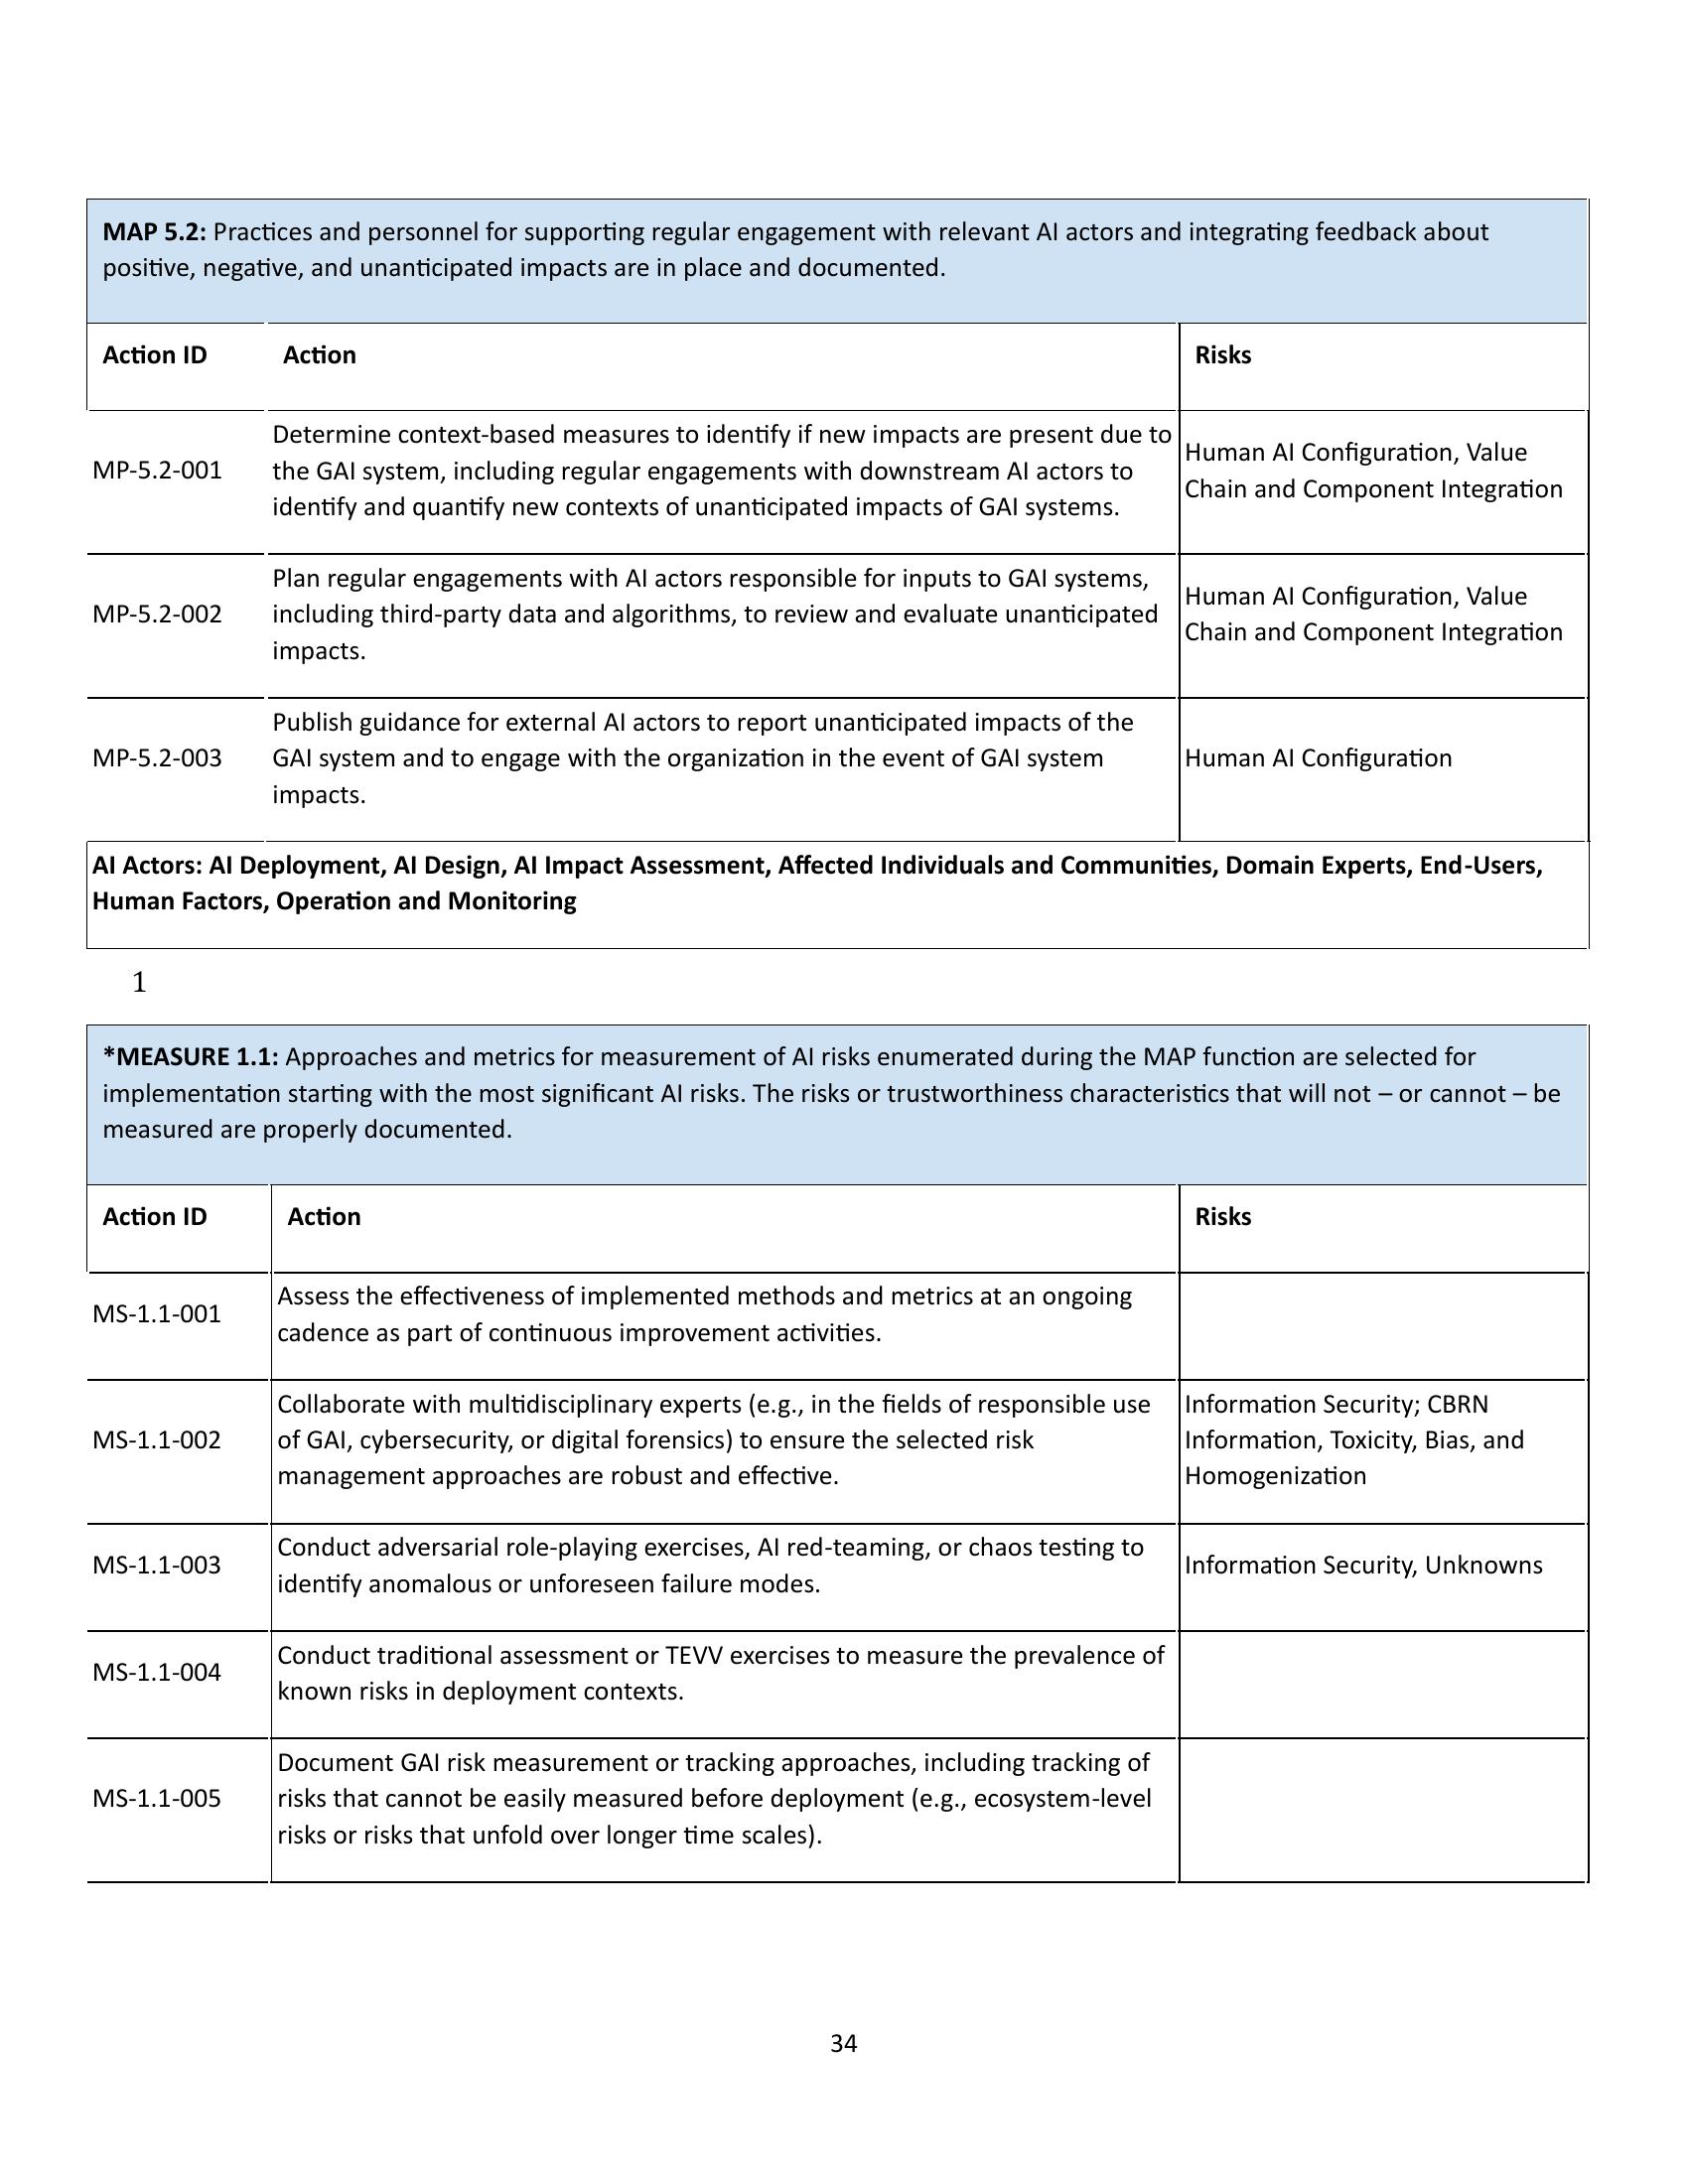 MAP 5.2: Practices and personnel for supporting regular engagement with relevant AI actors and integrating feedback about
positive, negative, and unanticipated impacts are in place and documented.
Action ID Action Risks
MP-5.2-001
Determine context-based measures to identify if new impacts are present due to
the GAI system, including regular engagements with downstream AI actors to
identify and quantify new contexts of unanticipated impacts of GAI systems.
Human AI Configuration, Value
Chain and Component Integration
MP-5.2-002
Plan regular engagements with AI actors responsible for inputs to GAI systems,
including third-party data and algorithms, to review and evaluate unanticipated
impacts.
Human AI Configuration, Value
Chain and Component Integration
MP-5.2-003
Publish guidance for external AI actors to report unanticipated impacts of the
GAI system and to engage with the organization in the event of GAI system
impacts.
Human AI Configuration
AI Actors: AI Deployment, AI Design, AI Impact Assessment, Affected Individuals and Communities, Domain Experts, End-Users,
Human Factors, Operation and Monitoring
1
*MEASURE 1.1: Approaches and metrics for measurement of AI risks enumerated during the MAP function are selected for
implementation starting with the most significant AI risks. The risks or trustworthiness characteristics that will not – or cannot – be
measured are properly documented.
Action ID Action Risks
MS-1.1-001
Assess the effectiveness of implemented methods and metrics at an ongoing
cadence as part of continuous improvement activities.
MS-1.1-002
Collaborate with multidisciplinary experts (e.g., in the fields of responsible use
of GAI, cybersecurity, or digital forensics) to ensure the selected risk
management approaches are robust and effective.
Information Security; CBRN
Information, Toxicity, Bias, and
Homogenization
MS-1.1-003
Conduct adversarial role-playing exercises, AI red-teaming, or chaos testing to
identify anomalous or unforeseen failure modes.
Information Security, Unknowns
MS-1.1-004
Conduct traditional assessment or TEVV exercises to measure the prevalence of
known risks in deployment contexts.
MS-1.1-005
Document GAI risk measurement or tracking approaches, including tracking of
risks that cannot be easily measured before deployment (e.g., ecosystem-level
risks or risks that unfold over longer time scales).
34